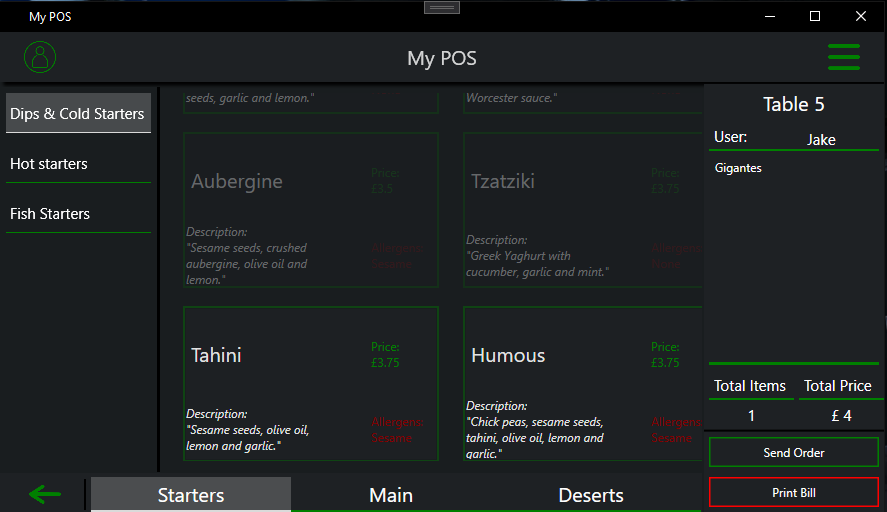 My POS
My POS
Dips & Cold Starters
Hot starters
Fish Starters
seeds, garlic and lemon."
Worcester sauce."
Aubergine
Price:
£3.5
Description:
"Sesame seeds, crushed
aubergine, olive oil and
lemon."
Allergens:
Sesame
Tzatziki
Price:
£3.75
Description:
"Greek Yaghurt with
cucumber, garlic and mint."
Allergens:
Tahini
Price:
£3.75
Description:
"Sesame seeds, olive oil,
lemon and garlic."
Allergens:
Sesame
Humous
Price:
£3.75
Description:
"Chick peas, sesame seeds,
tahini, olive oil, lemon and
garlic."
Allergens:
Sesame
Table 5
User:
Jake
Gigantes
Total Items
Total Price
1
£ 4
Send Order
Print Bill
Starters
Main
Deserts